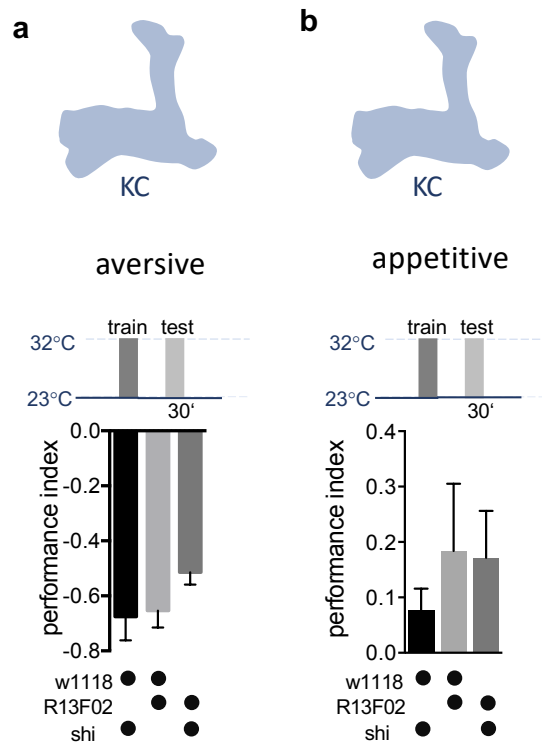 a
KC
aversive
train test
32°C
23°C
30‘
performance index
0.0
-0.2
-0.4
-0.6
-0.8
w1118
R13F02
shi
b
KC
appetitive
train test
32°C
23°C
30‘
performance index
0.4
0.3
0.2
0.1
0.0
w1118
R13F02
shi